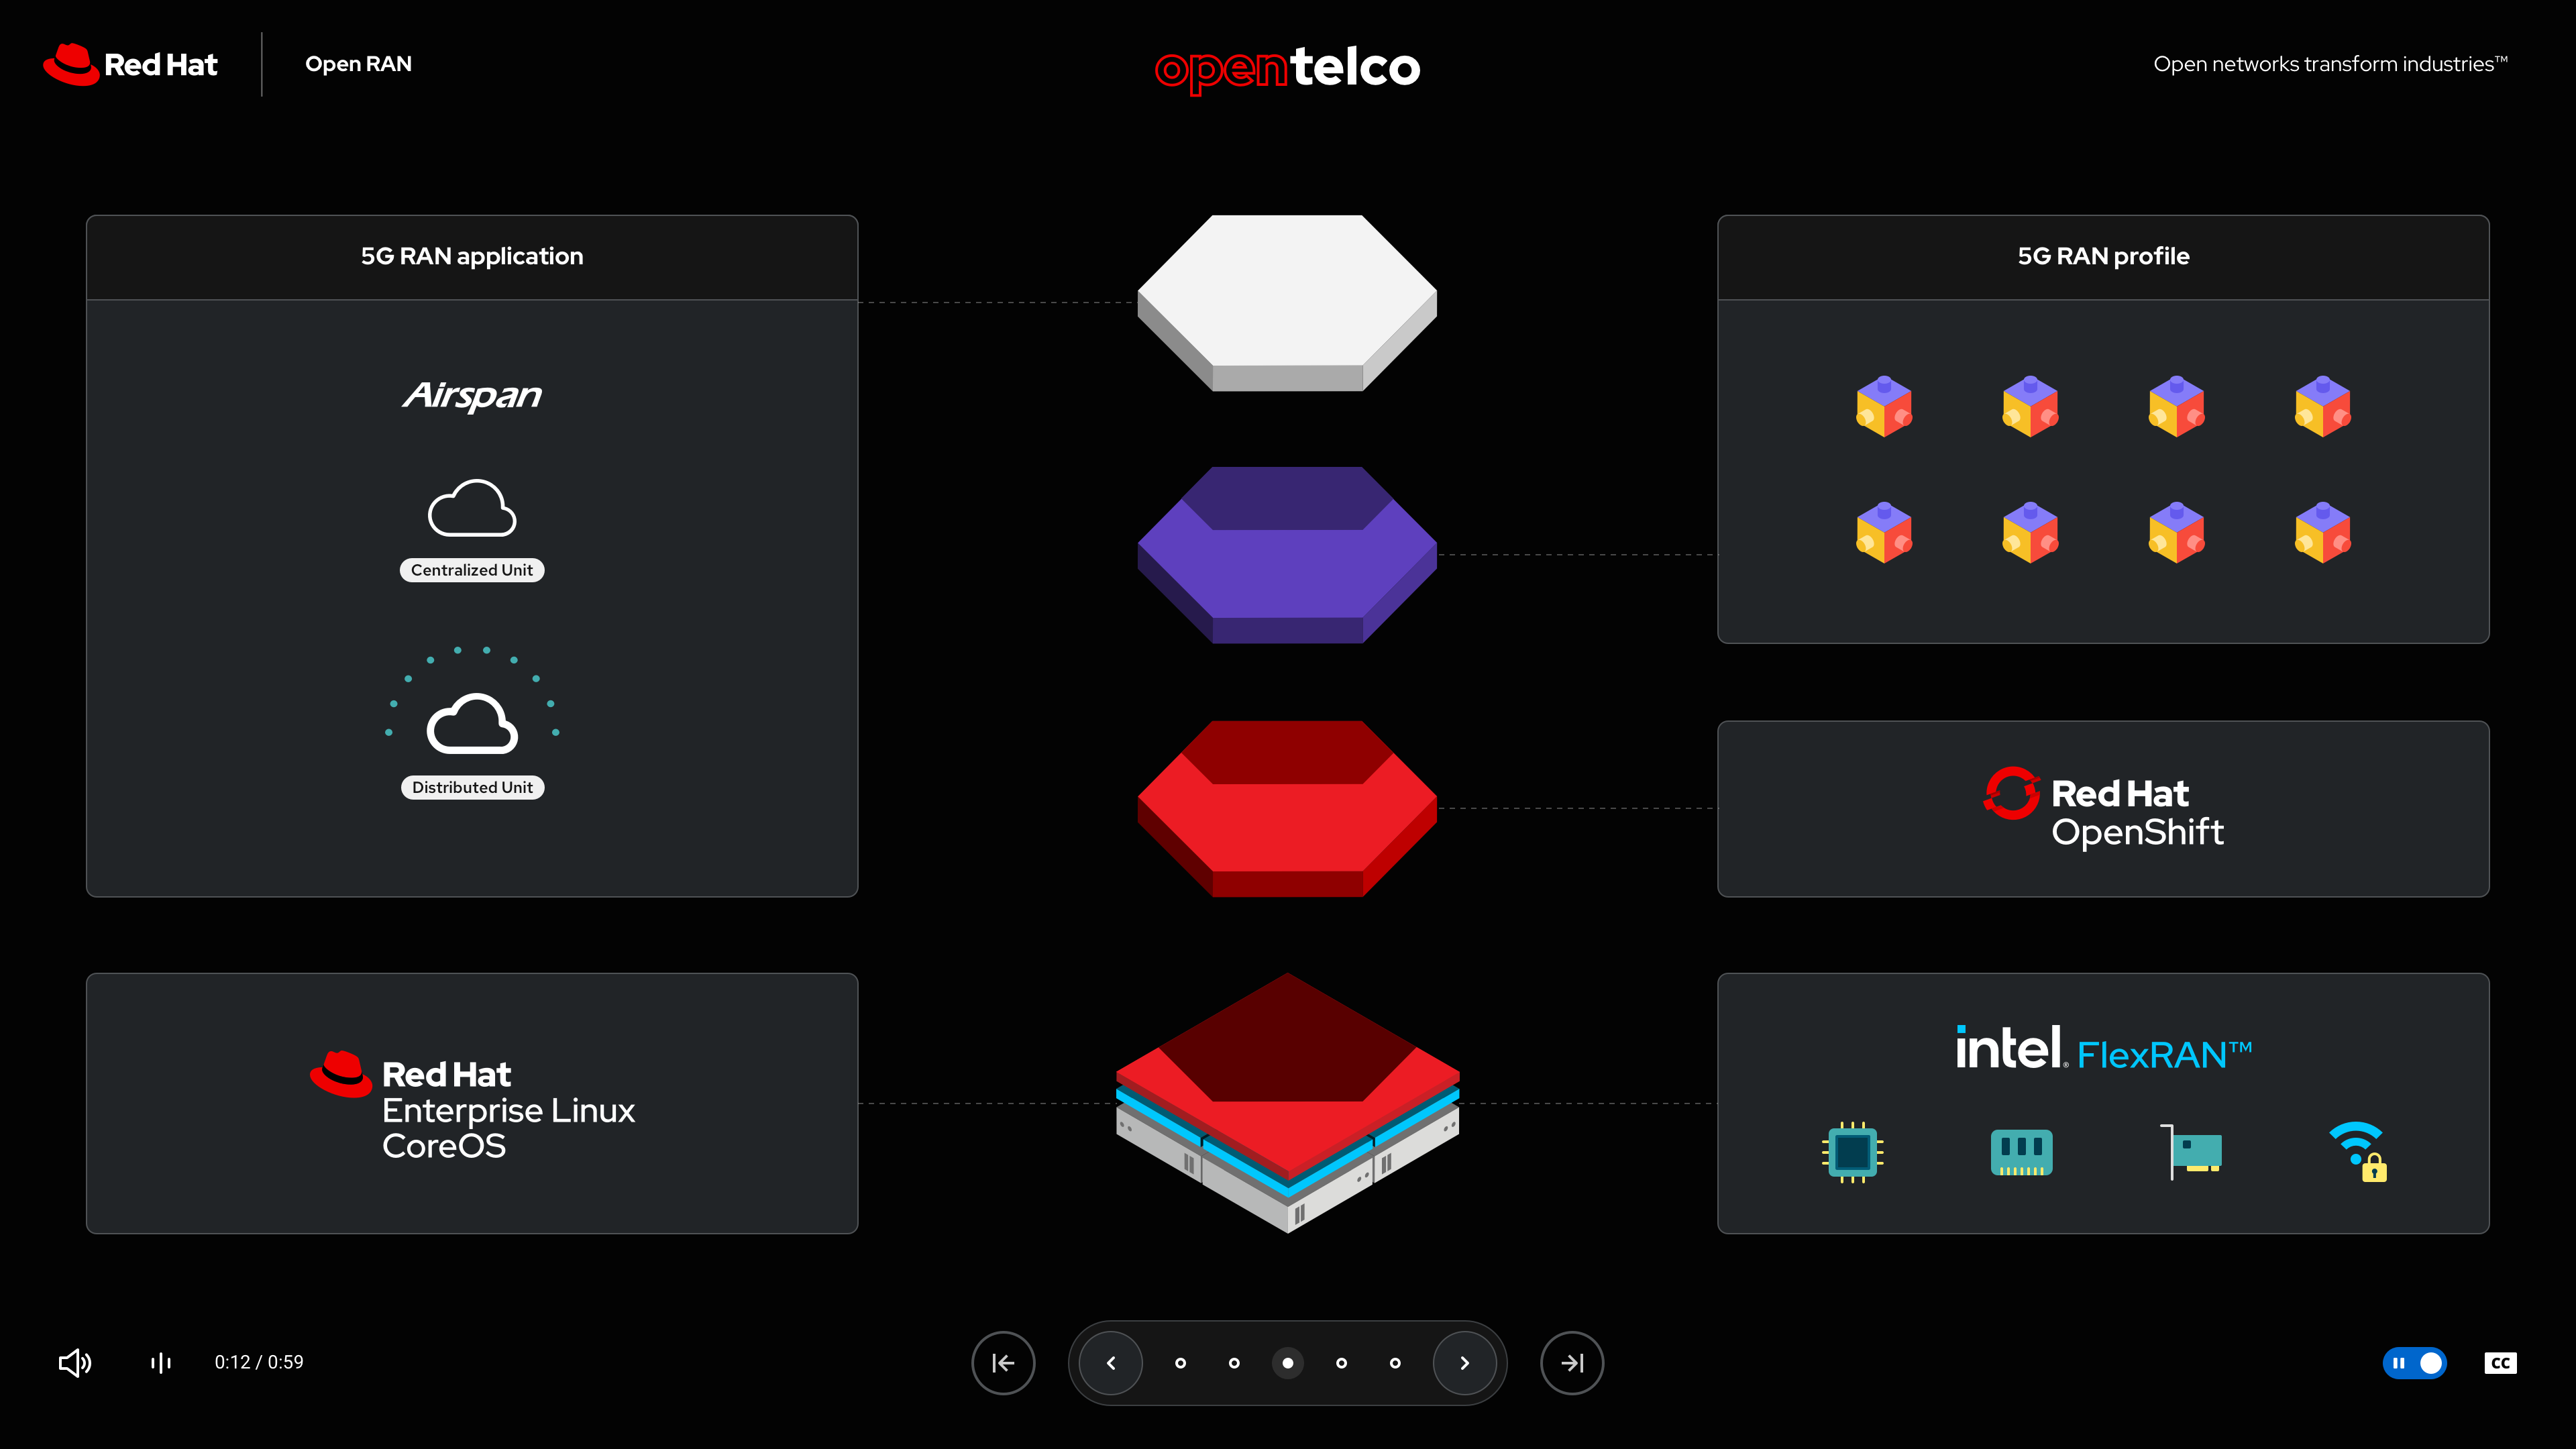 Red Hat
Open RAN
opentelco
Open networks transform industries™
5G RAN application
Airspan
Centralized Unit
Distributed Unit
5G RAN profile
Red Hat
OpenShift
Red Hat
Enterprise Linux
CoreOS
intel® FlexRAN™
0:12 / 0:59
CC